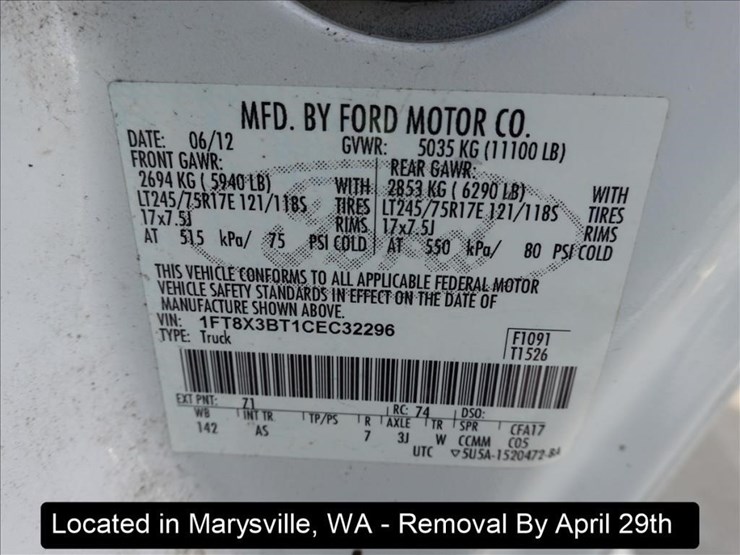 MFD. BY FORD MOTOR CO.
DATE: 06/12 GVWR: 5035 KG (11100 LB)
FRONT GAWR: REAR GAWR:
2694 KG ( 5940 LB) WITH 2853 KG ( 6290 LB) WITH
LT245/75R17E 121/118S TIRES LT245/75R17E 121/118S TIRES
17x7.5J RIMS 17x7.5J RIMS
AT 515 kPa/ 75 PSI COLD AT 550 kPa/ 80 PSI COLD
THIS VEHICLE CONFORMS TO ALL APPLICABLE FEDERAL MOTOR
VEHICLE SAFETY STANDARDS IN EFFECT ON THE DATE OF
MANUFACTURE SHOWN ABOVE.
VIN: 1FT8X3BT1CEC32296 F1091
TYPE: Truck T1526
EXT PNT: 71 RC: 74 DSO:
WB INT TR TP/PS R AXLE TR SPR CFA17
142 AS 7 3J W CCMM C05
UTC ▽5U5A-1520472-BA
Located in Marysville, WA - Removal By April 29th